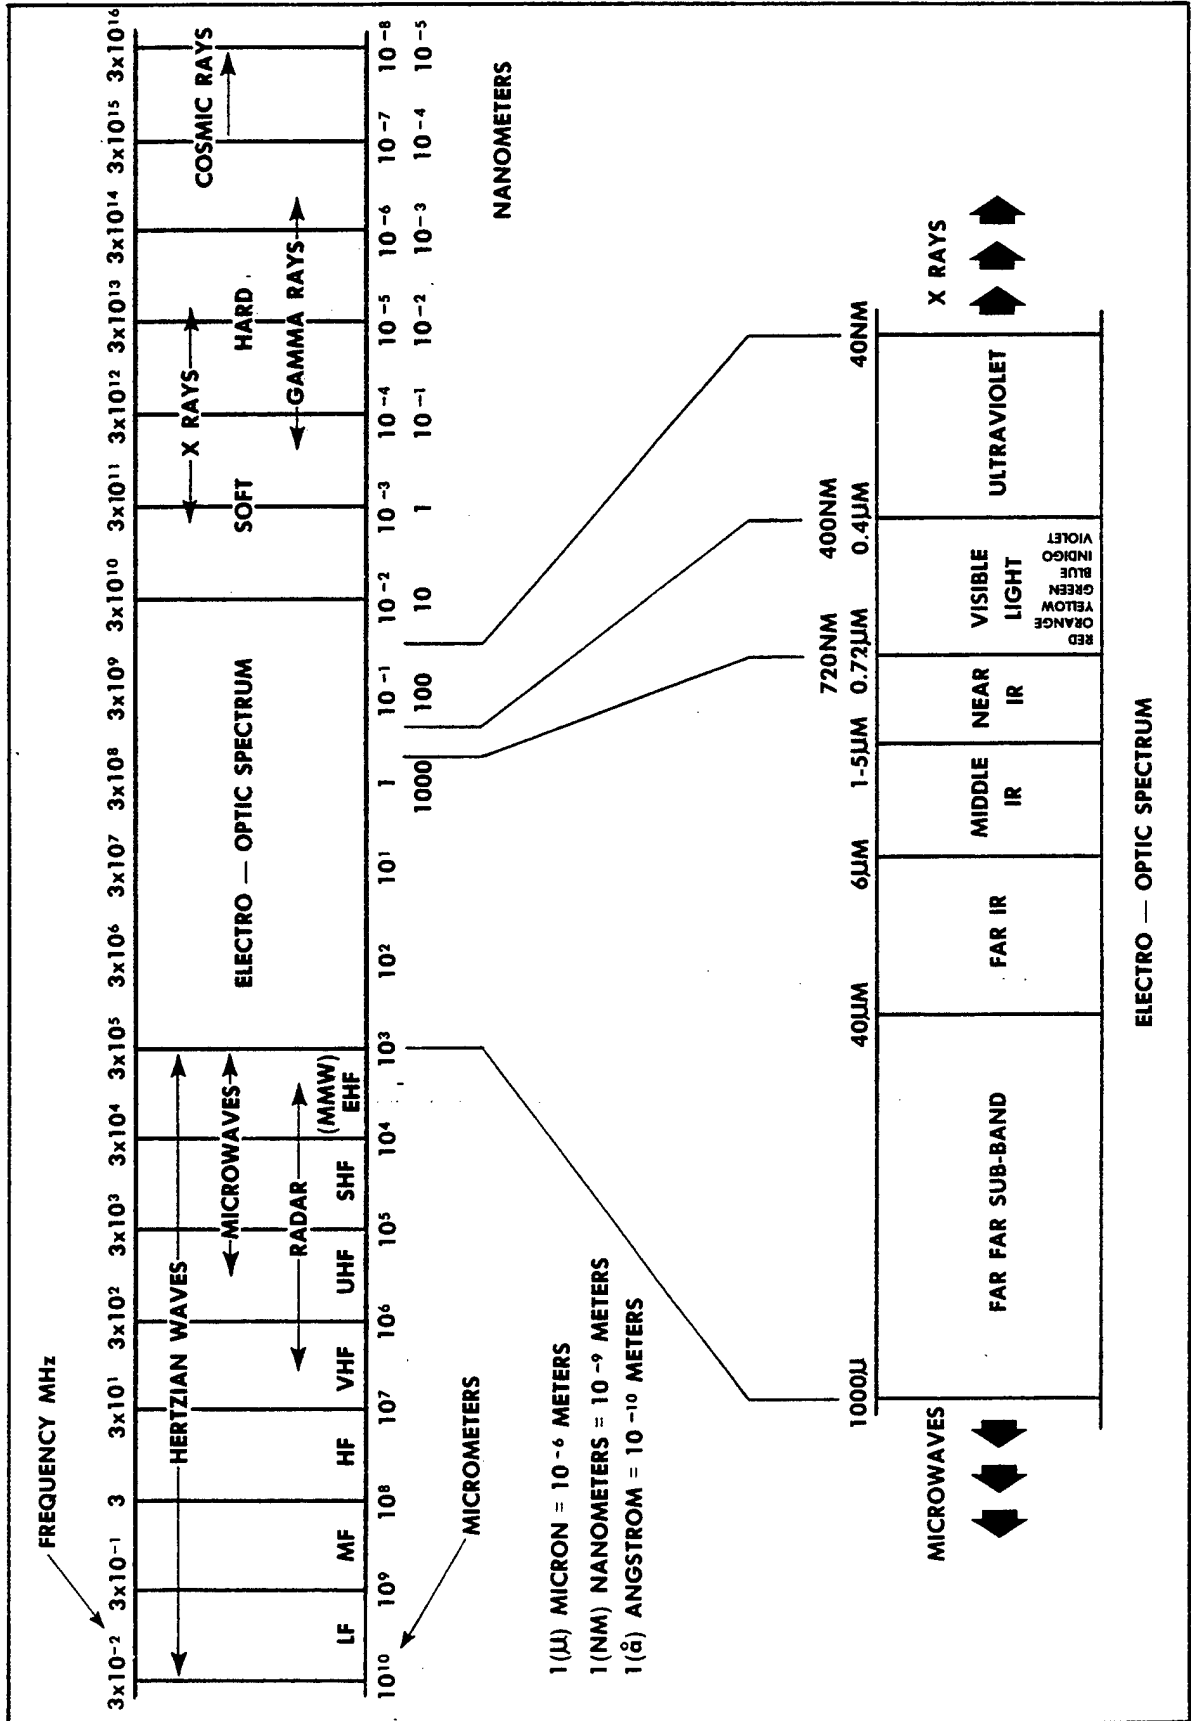 FREQUENCY MHz
3x10⁻² 3x10⁻¹ 3 3x10¹ 3x10² 3x10³ 3x10⁴ 3x10⁵ 3x10⁶ 3x10⁷ 3x10⁸ 3x10⁹ 3x10¹⁰ 3x10¹¹ 3x10¹² 3x10¹³ 3x10¹⁴ 3x10¹⁵ 3x10¹⁶
HERTZIAN WAVES
X RAYS
COSMIC RAYS
MICROWAVES
ELECTRO — OPTIC SPECTRUM
SOFT
HARD
RADAR
GAMMA RAYS
(MMW)
LF MF HF VHF UHF SHF EHF
10¹⁰ 10⁹ 10⁸ 10⁷ 10⁶ 10⁵ 10⁴ 10³ 10² 10¹ 1 10⁻¹ 10⁻² 10⁻³ 10⁻⁴ 10⁻⁵ 10⁻⁶ 10⁻⁷ 10⁻⁸
1000 100 10 1 10⁻¹ 10⁻² 10⁻³ 10⁻⁴ 10⁻⁵
MICROMETERS
NANOMETERS
1(µ) MICRON = 10⁻⁶ METERS
1(NM) NANOMETERS = 10⁻⁹ METERS
1(å) ANGSTROM = 10⁻¹⁰ METERS
720NM 400NM
1000µ 40µM 6µM 1-5µM 0.72µM 0.4µM 40NM
MICROWAVES
X RAYS
FAR FAR SUB-BAND
FAR IR
MIDDLE
IR
NEAR
IR
VISIBLE
LIGHT
RED
ORANGE
YELLOW
GREEN
BLUE
INDIGO
VIOLET
ULTRAVIOLET
ELECTRO — OPTIC SPECTRUM